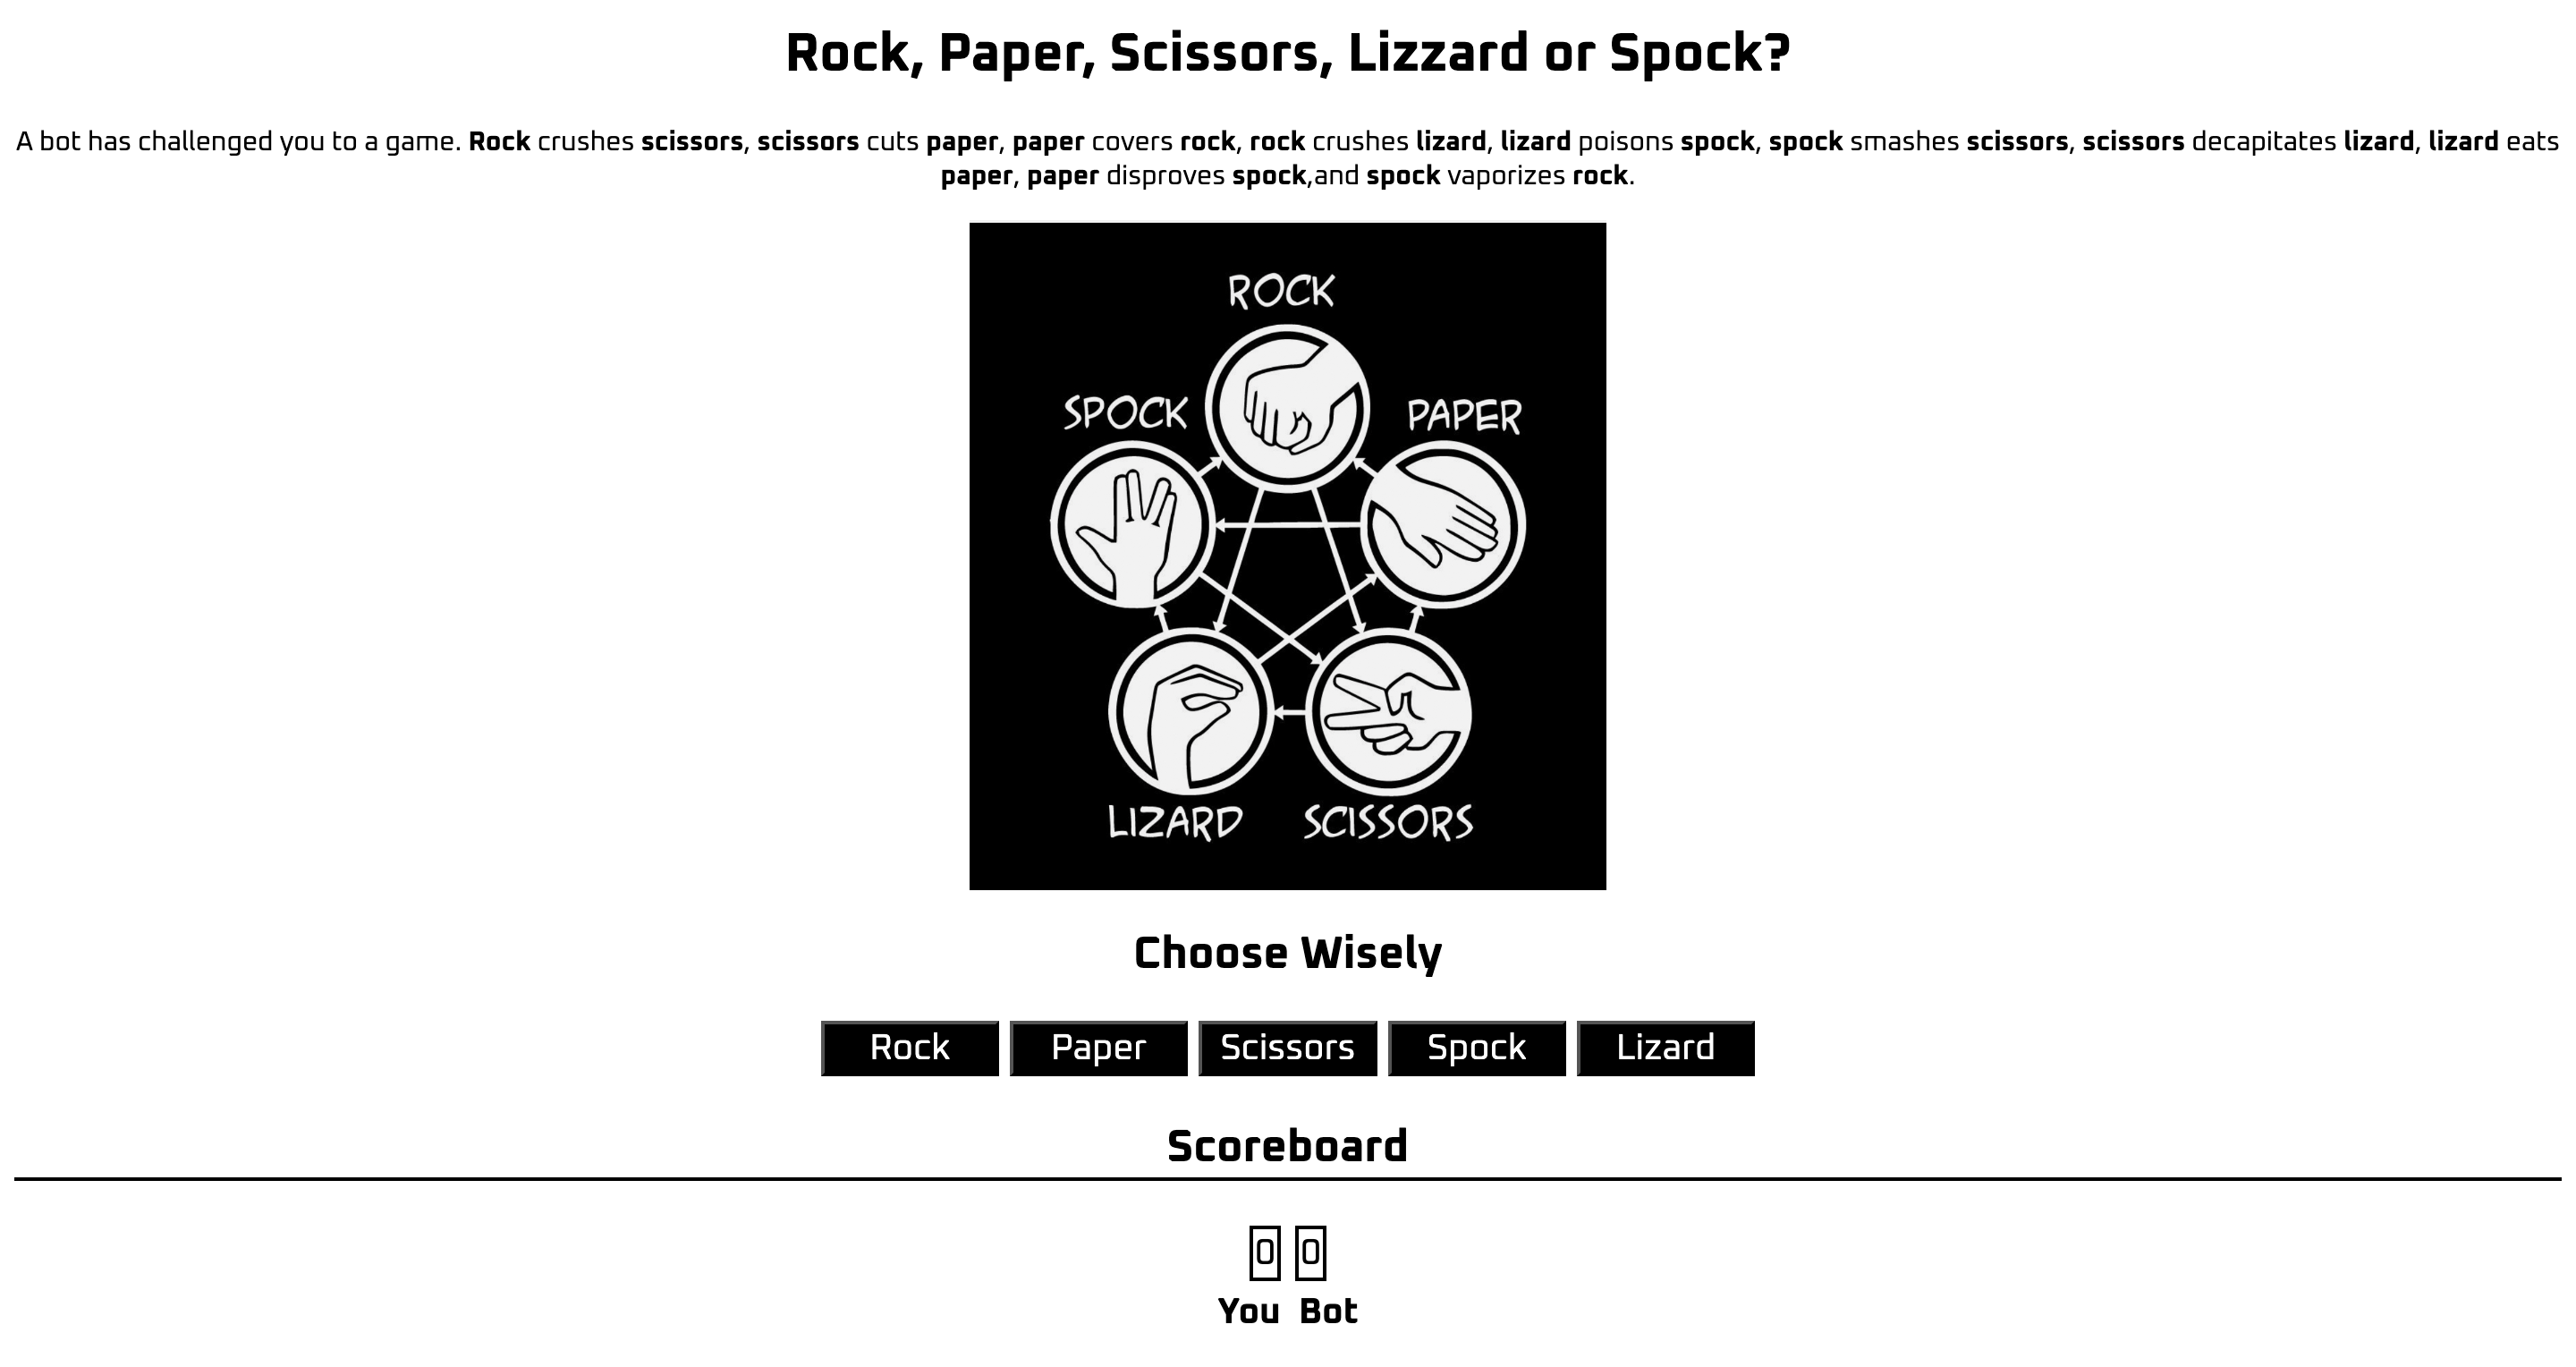 Rock, Paper, Scissors, Lizzard or Spock?
A bot has challenged you to a game. Rock crushes scissors, scissors cuts paper, paper covers rock, rock crushes lizard, lizard poisons spock, spock smashes scissors, scissors decapitates lizard, lizard eats
paper, paper disproves spock,and spock vaporizes rock.
ROCK
SPOCK PAPER
LIZARD SCISSORS
Choose Wisely
Rock Paper Scissors Spock Lizard
Scoreboard
0 0
You Bot